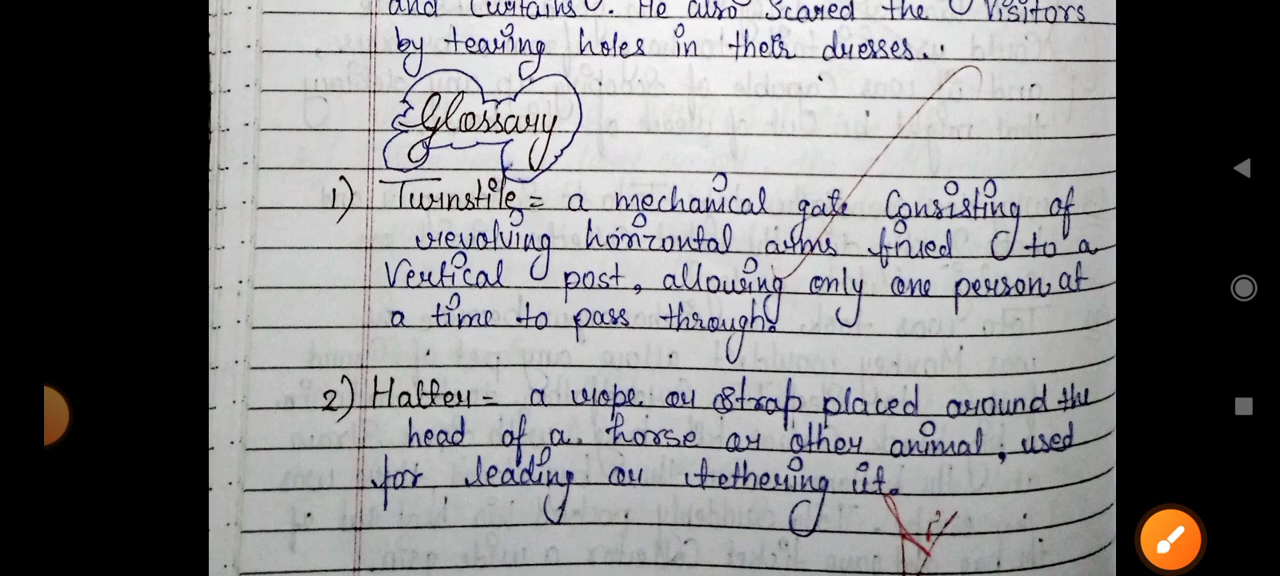 and curtains. He also scared the visitors
by tearing holes in their dresses.
Glossary
1) Turnstile = a mechanical gate consisting of
revolving horizontal arms fixed to a
vertical post, allowing only one person at
a time to pass through.
2) Halter - a rope or strap placed around the
head of a horse or other animal, used
for leading or tethering it.